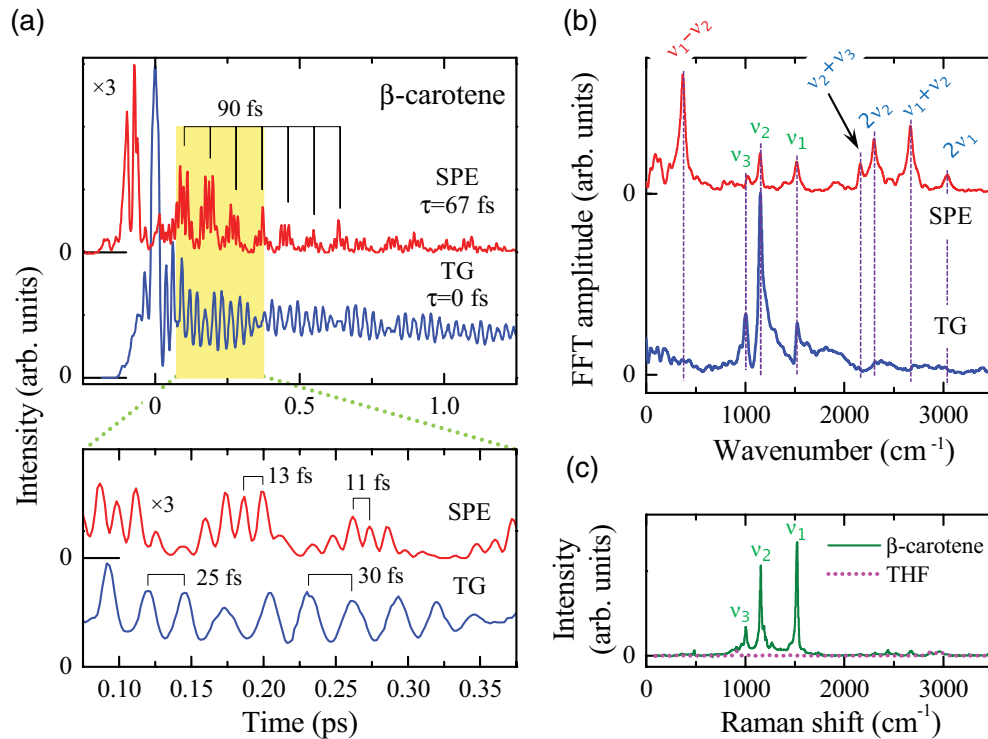 (a)
×3
90 fs
β-carotene
SPE
τ=67 fs
TG
τ=0 fs
0
0
0
0.5
1.0
Intensity (arb. units)
13 fs
11 fs
×3
SPE
0
25 fs
30 fs
TG
0
0.10
0.15
0.20
0.25
0.30
0.35
Time (ps)
(b)
ν1−ν2
ν2+ν3
2ν2
ν1+ν2
2ν1
ν3
ν2
ν1
0
SPE
TG
0
FFT amplitude (arb. units)
0
1000
2000
3000
Wavenumber (cm⁻¹)
(c)
ν1
ν2
ν3
β-carotene
THF
0
Intensity
(arb. units)
0
1000
2000
3000
Raman shift (cm⁻¹)